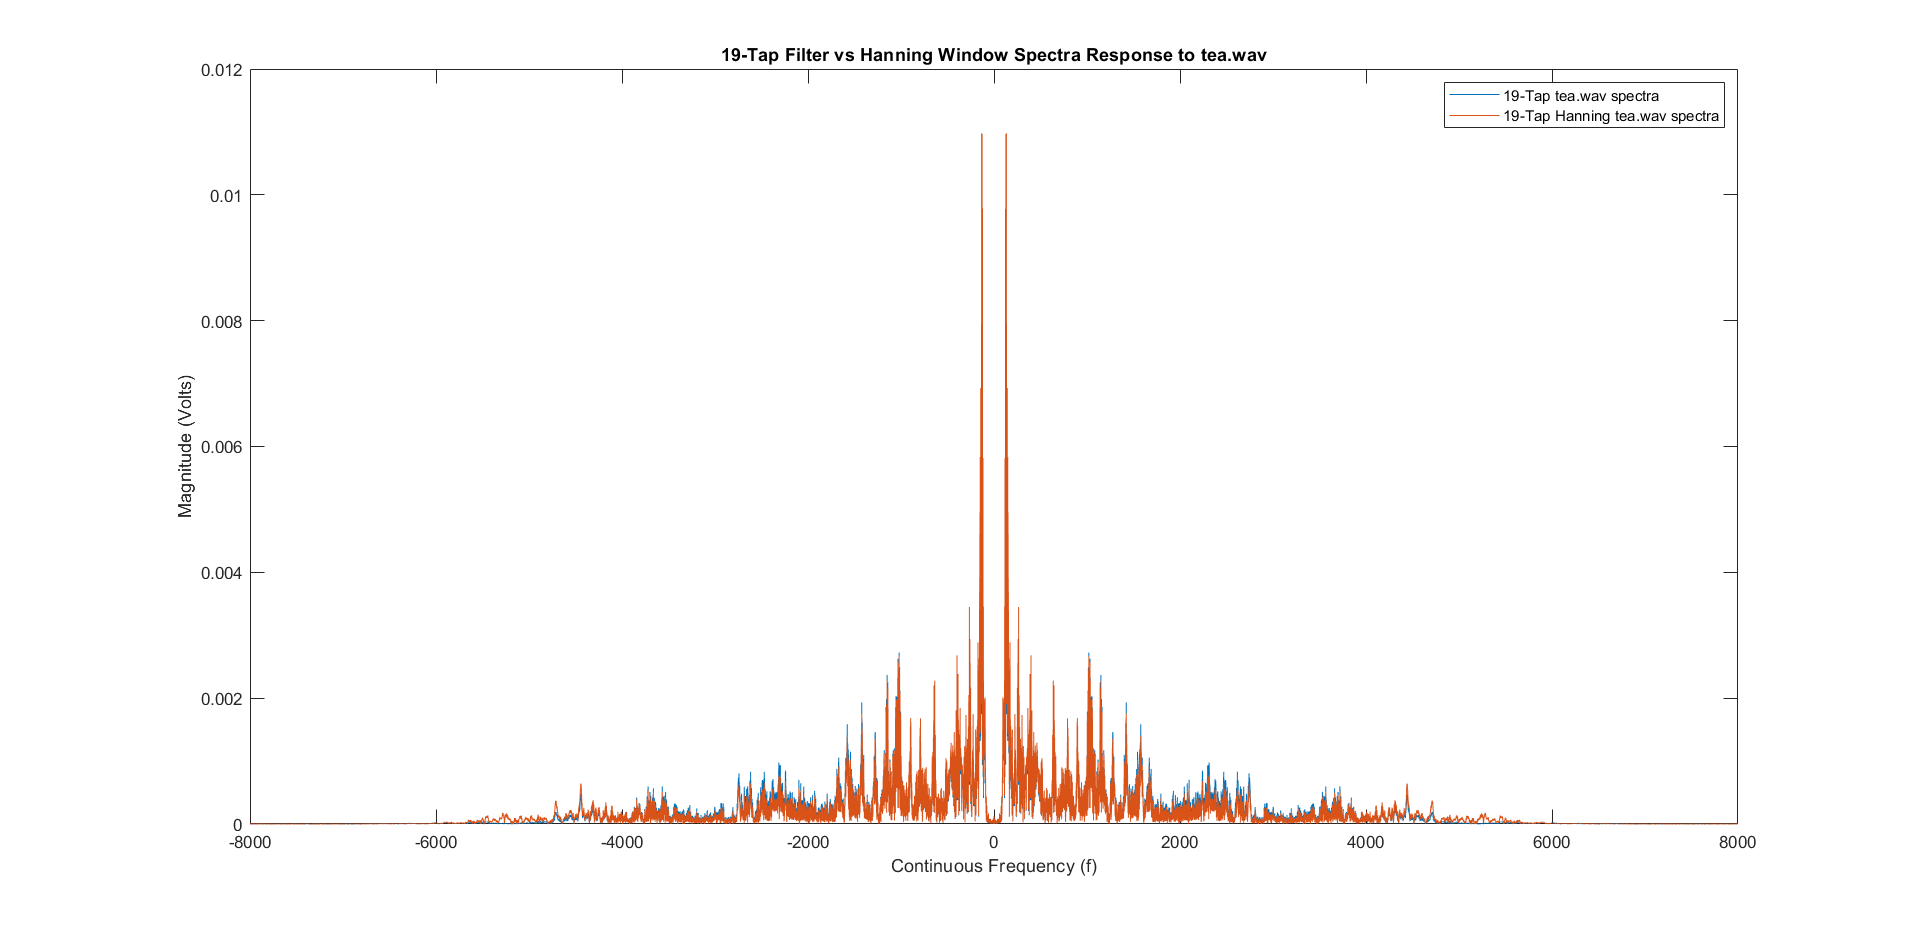 19-Tap Filter vs Hanning Window Spectra Response to tea.wav
19-Tap tea.wav spectra
19-Tap Hanning tea.wav spectra
Magnitude (Volts)
0.012
0.01
0.008
0.006
0.004
0.002
0
-8000 -6000 -4000 -2000 0 2000 4000 6000 8000
Continuous Frequency (f)